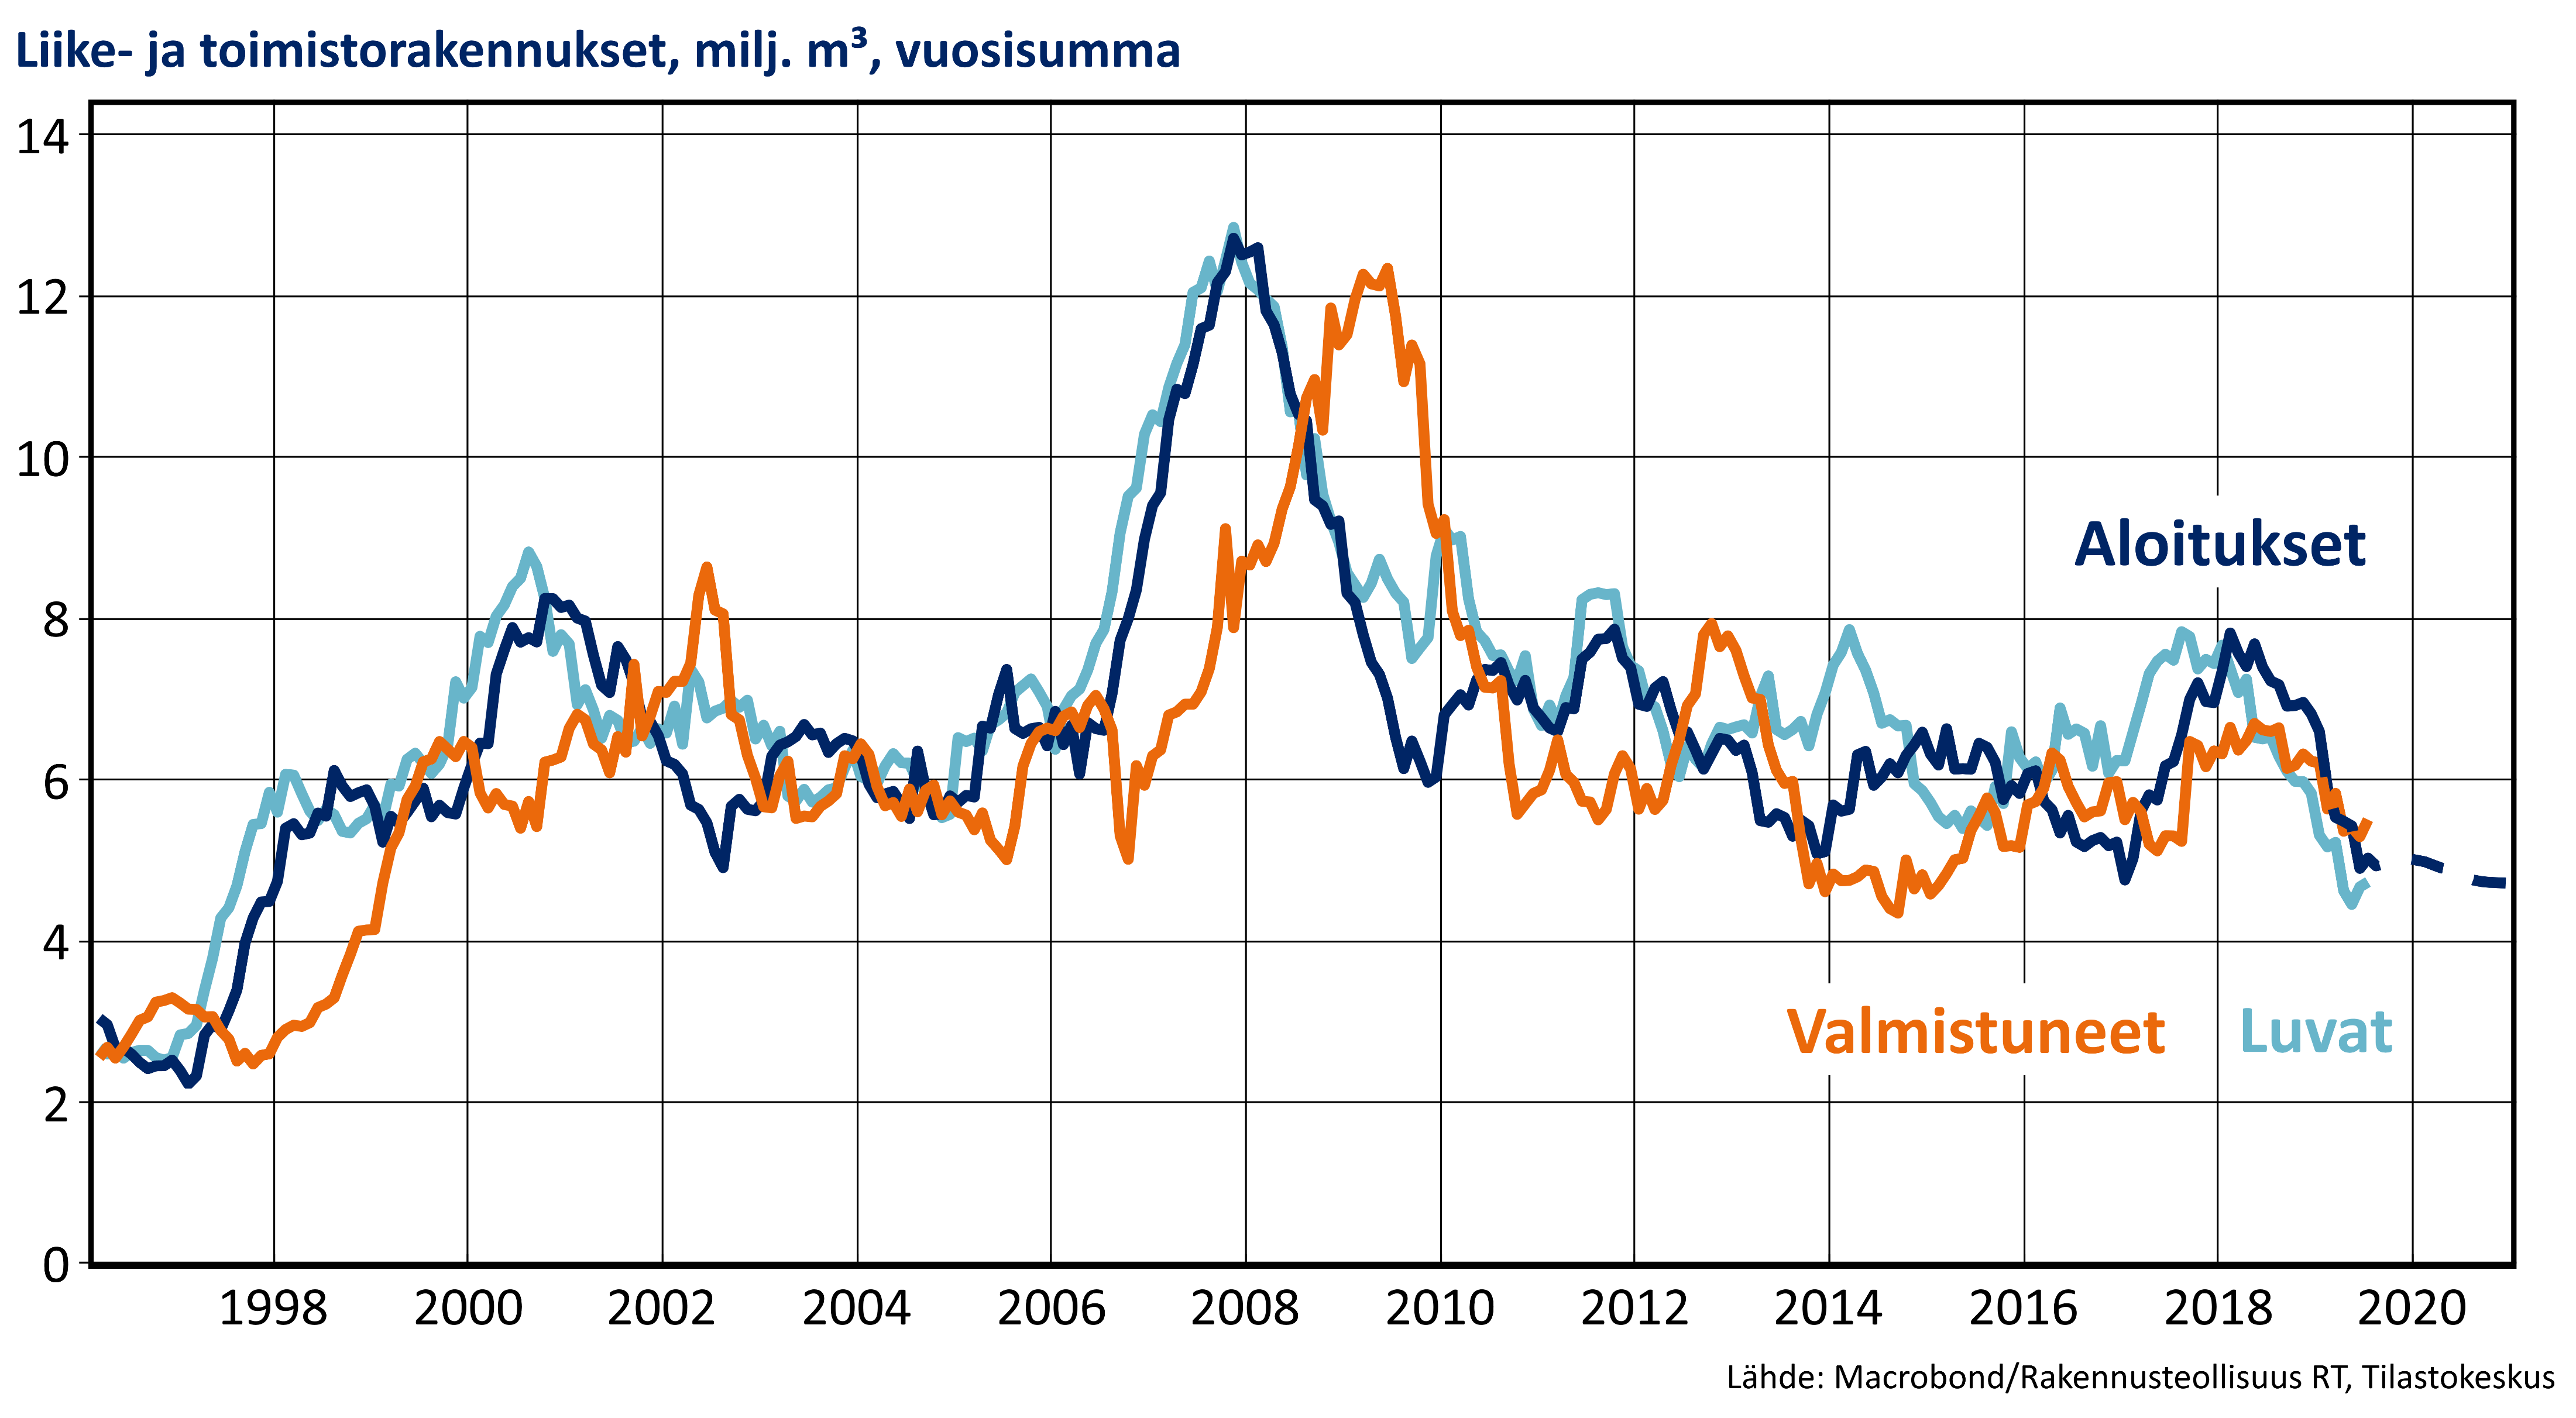 Liike- ja toimistorakennukset, milj. m³, vuosisumma
14
12
10
8
6
4
2
0
Aloitukset
Valmistuneet
Luvat
1998 2000 2002 2004 2006 2008 2010 2012 2014 2016 2018 2020
Lähde: Macrobond/Rakennusteollisuus RT, Tilastokeskus